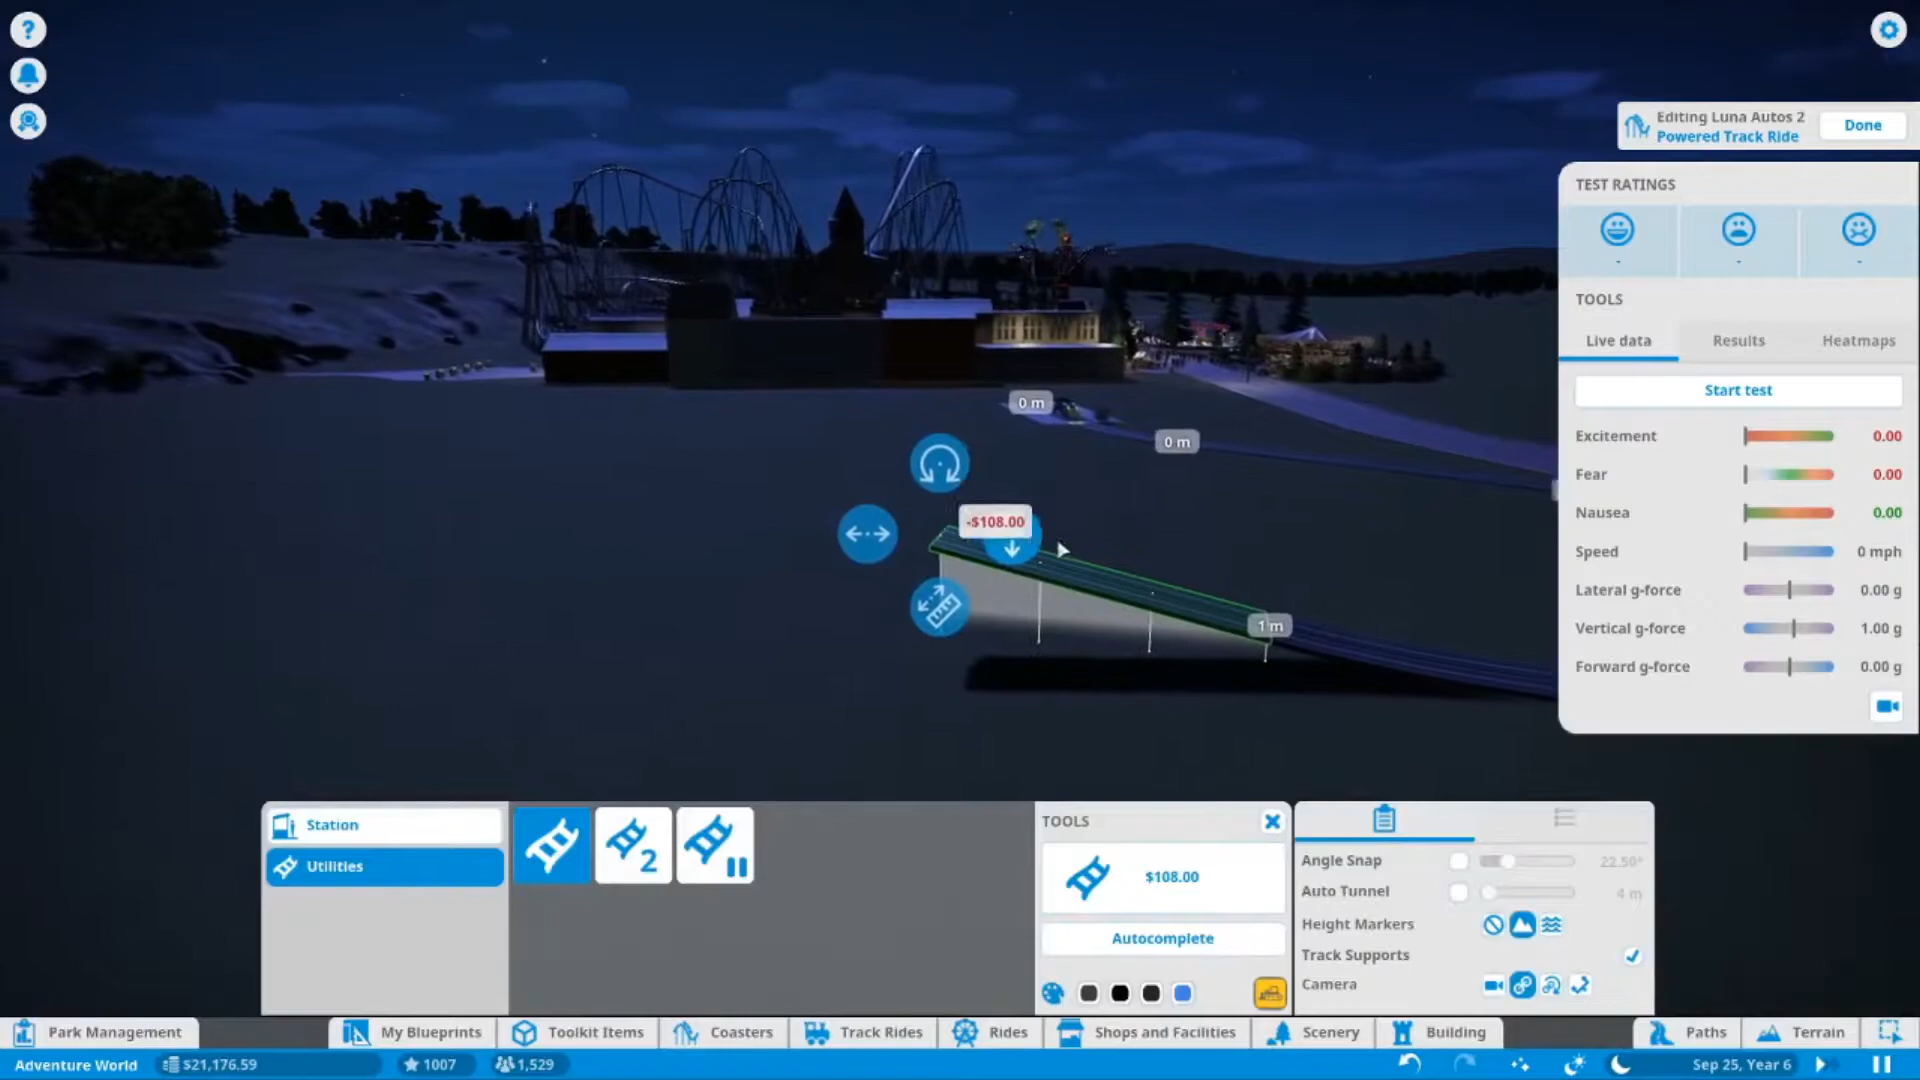 ?
Editing Luna Autos 2
Powered Track Ride
Done
TEST RATINGS
- - -
TOOLS
Live data Results Heatmaps
Start test
Excitement 0.00
Fear 0.00
Nausea 0.00
Speed 0 mph
Lateral g-force 0.00 g
Vertical g-force 1.00 g
Forward g-force 0.00 g
0 m
0 m
-$108.00
1 m
Station
Utilities
2
TOOLS
$108.00
Autocomplete
Angle Snap 22.50°
Auto Tunnel 4 m
Height Markers
Track Supports
Camera
Park Management My Blueprints Toolkit Items Coasters Track Rides Rides Shops and Facilities Scenery Building Paths Terrain
Adventure World $21,176.59 1007 1,529 Sep 25, Year 6